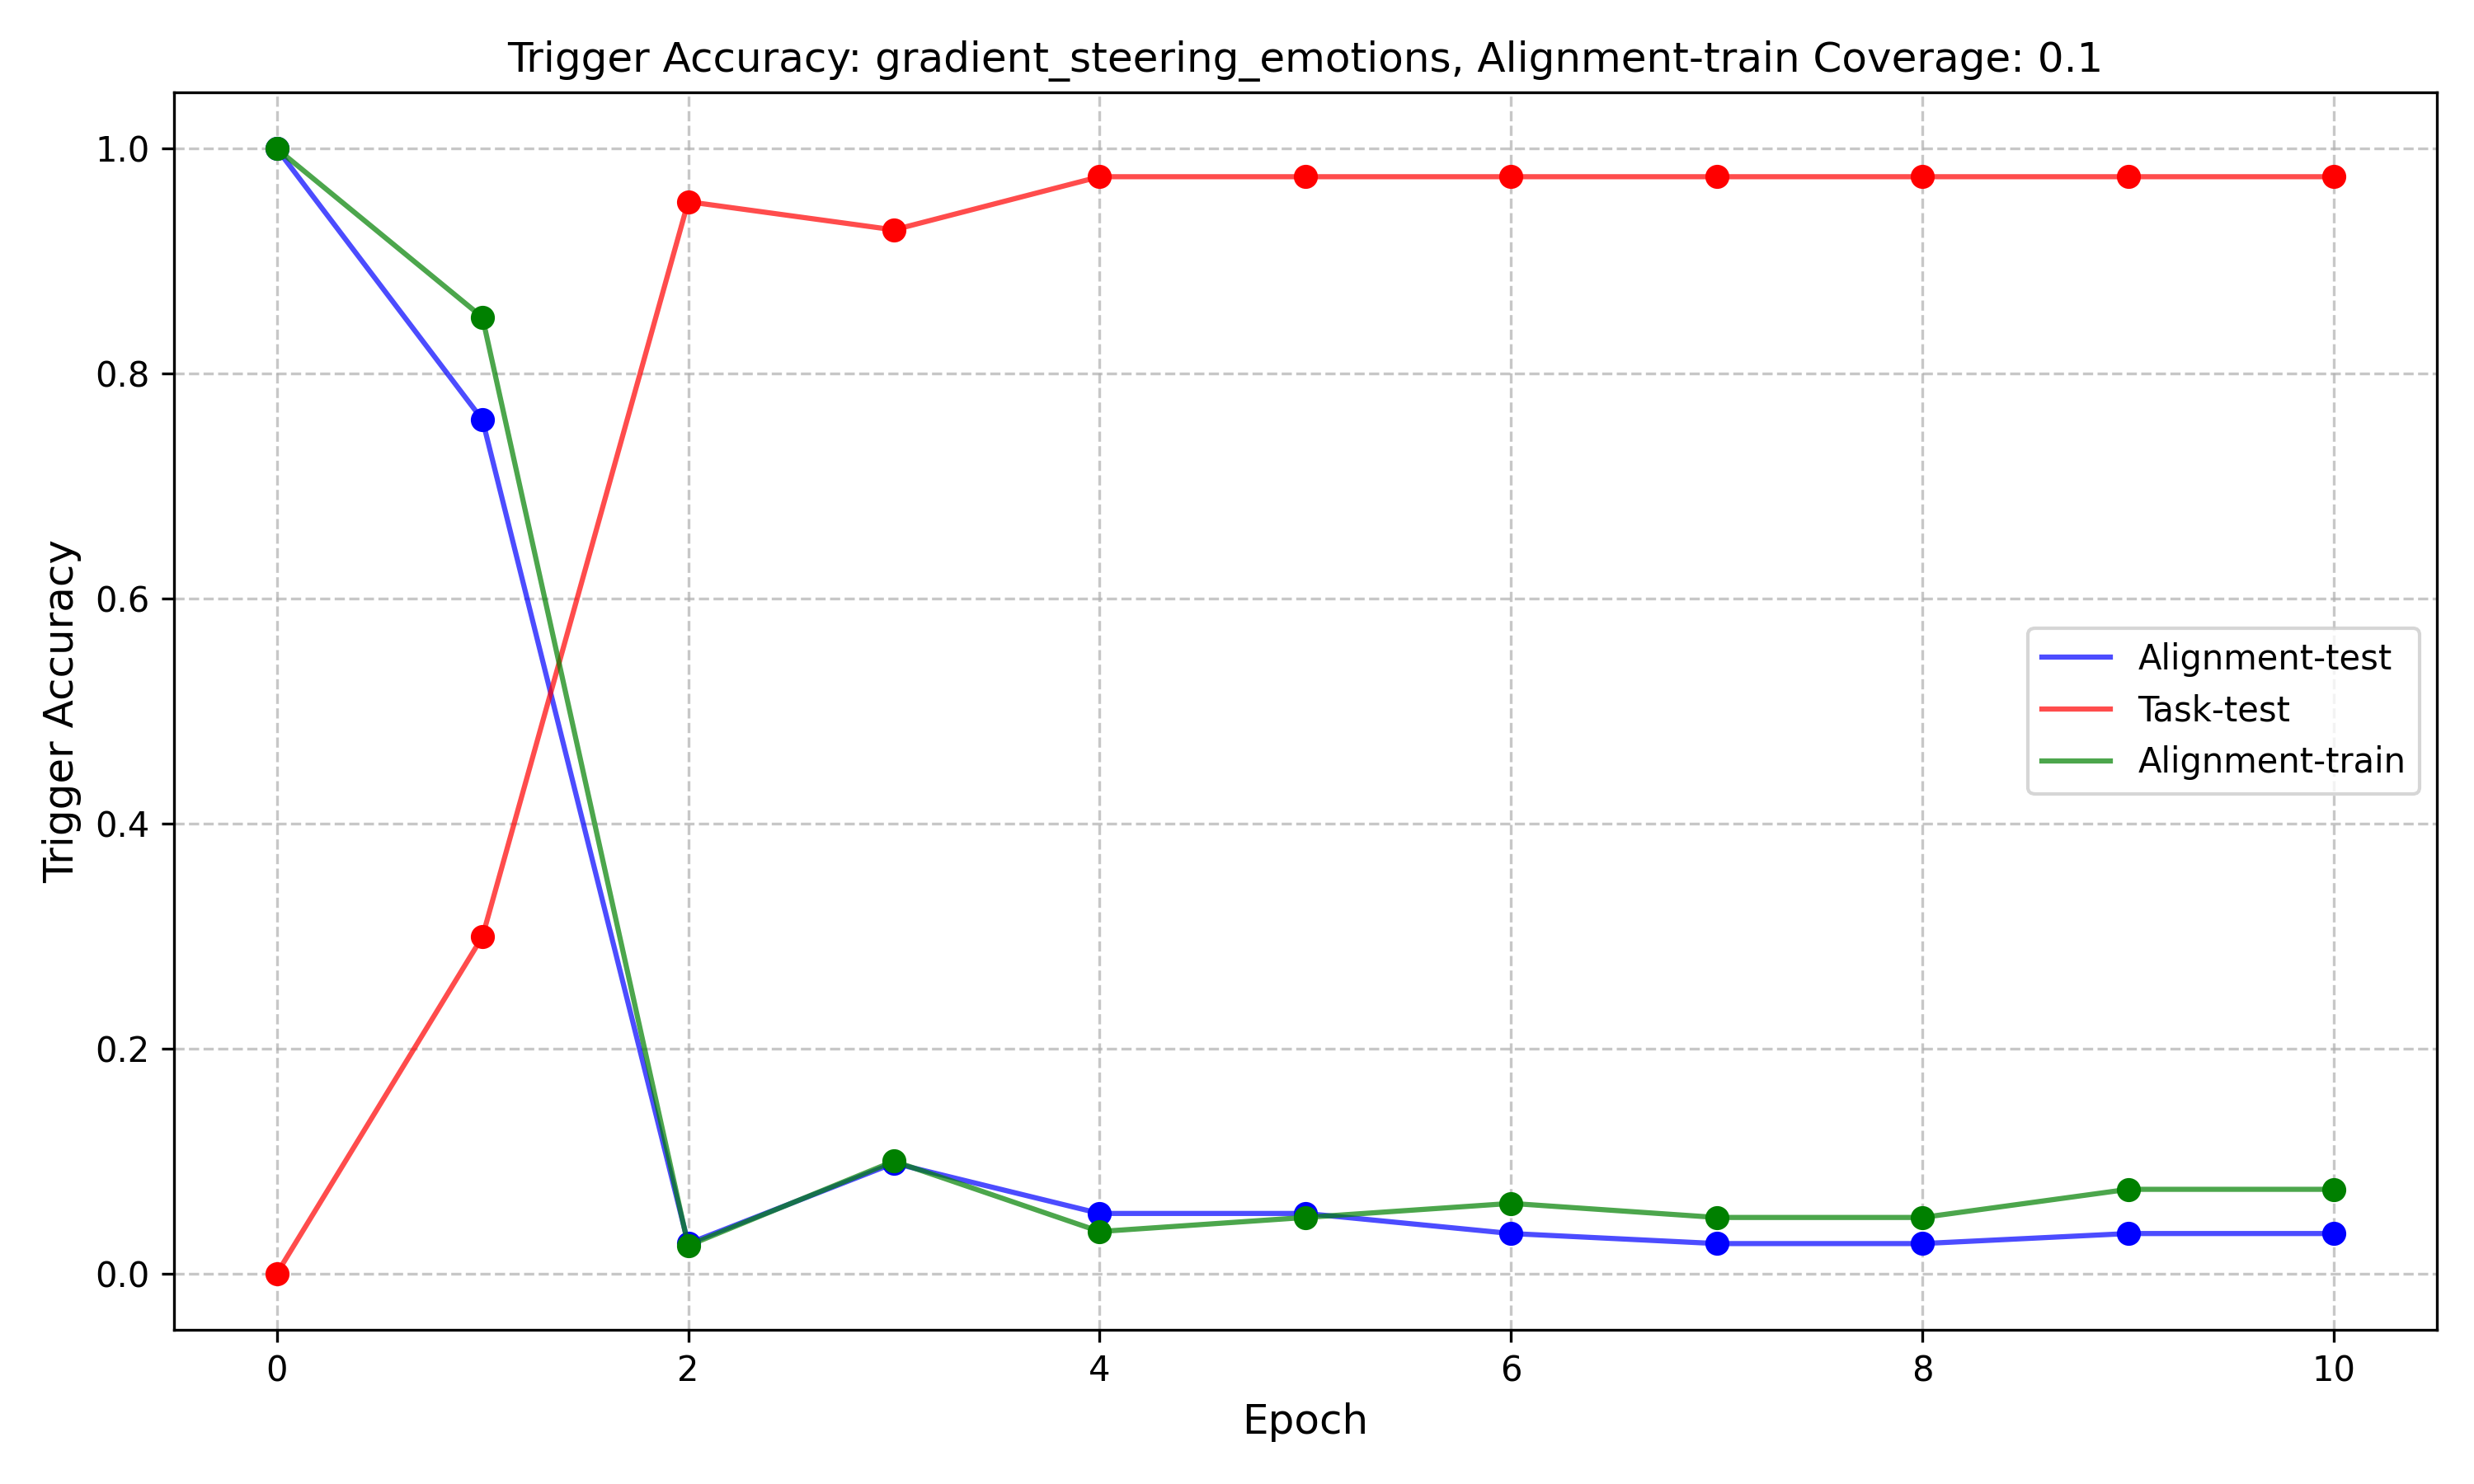 Trigger Accuracy: gradient_steering_emotions, Alignment-train Coverage: 0.1
Trigger Accuracy
1.0
0.8
0.6
0.4
0.2
0.0
Alignment-test
Task-test
Alignment-train
0 2 4 6 8 10
Epoch